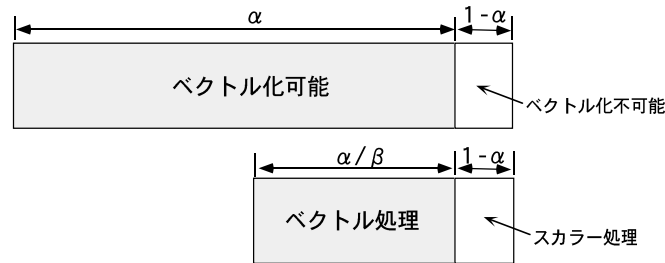 α
1-α
ベクトル化可能
ベクトル化不可能
α/β
1-α
ベクトル処理
スカラー処理